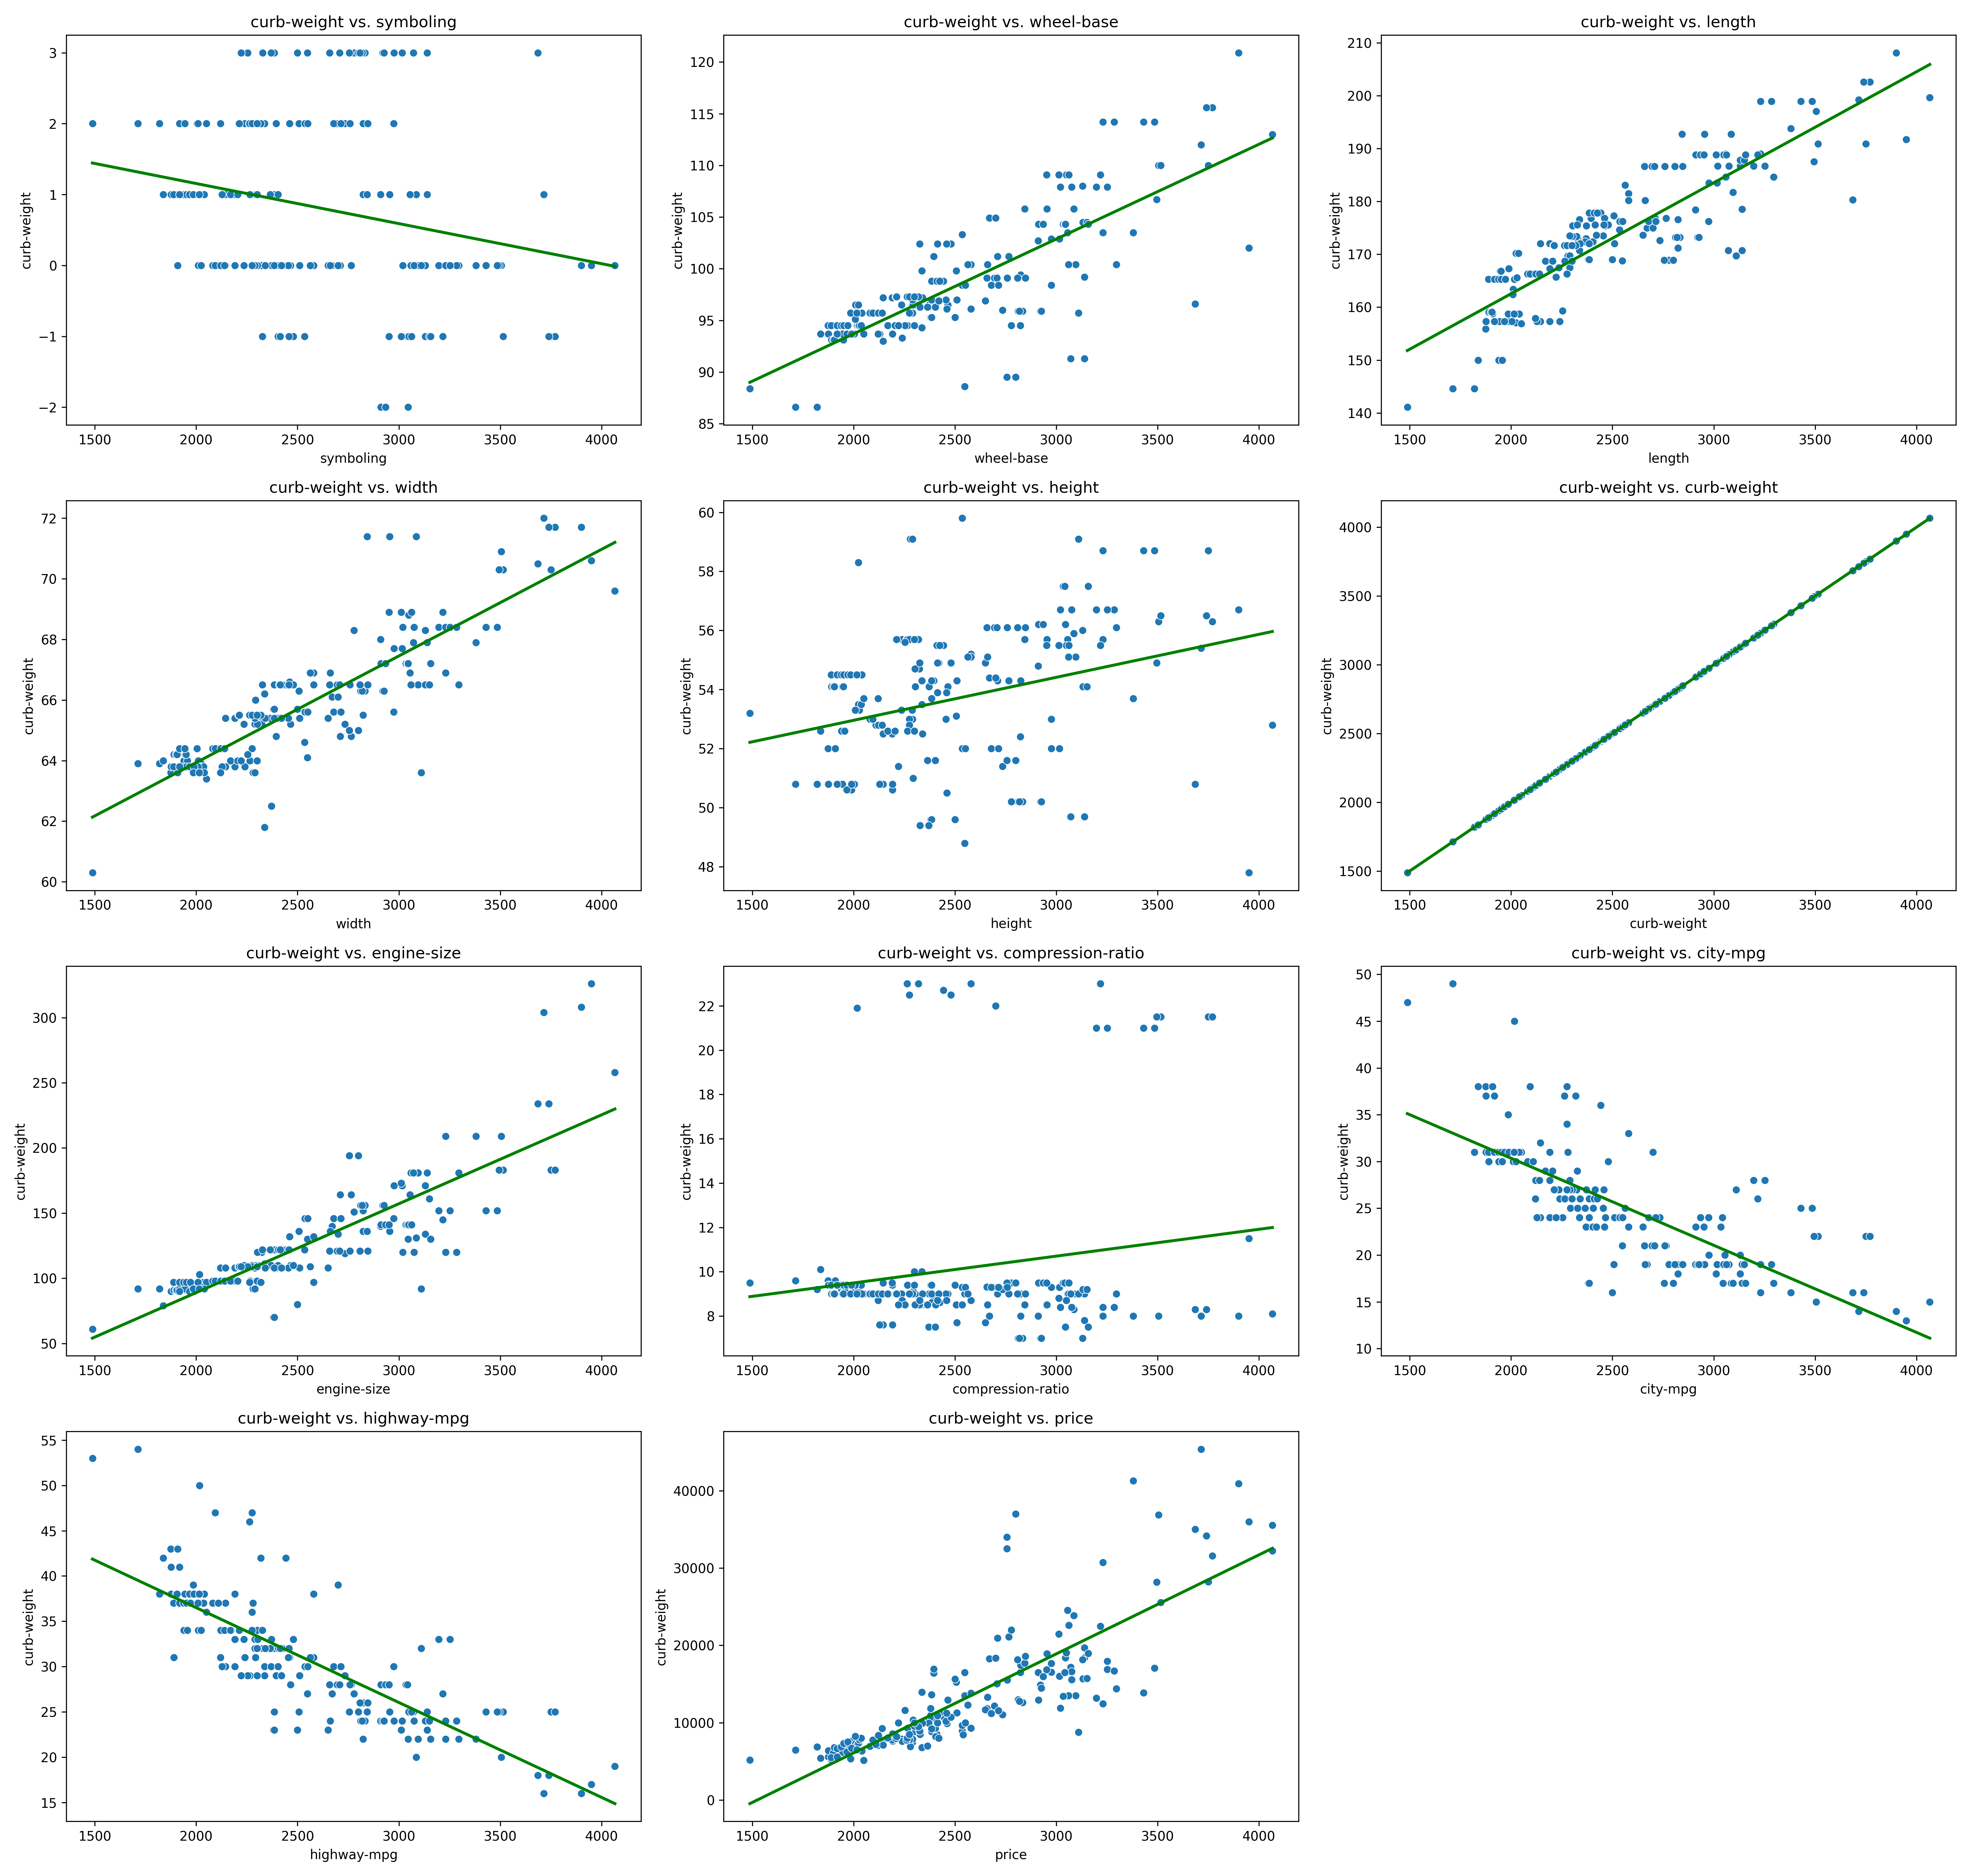 curb-weight vs. symboling
curb-weight vs. wheel-base
curb-weight vs. length
3
2
1
0
−1
−2
curb-weight
1500 2000 2500 3000 3500 4000
symboling
120
115
110
105
100
95
90
85
curb-weight
1500 2000 2500 3000 3500 4000
wheel-base
210
200
190
180
170
160
150
140
curb-weight
1500 2000 2500 3000 3500 4000
length
curb-weight vs. width
curb-weight vs. height
curb-weight vs. curb-weight
72
70
68
66
64
62
60
curb-weight
1500 2000 2500 3000 3500 4000
width
60
58
56
54
52
50
48
curb-weight
1500 2000 2500 3000 3500 4000
height
4000
3500
3000
2500
2000
1500
curb-weight
1500 2000 2500 3000 3500 4000
curb-weight
curb-weight vs. engine-size
curb-weight vs. compression-ratio
curb-weight vs. city-mpg
300
250
200
150
100
50
curb-weight
1500 2000 2500 3000 3500 4000
engine-size
22
20
18
16
14
12
10
8
curb-weight
1500 2000 2500 3000 3500 4000
compression-ratio
50
45
40
35
30
25
20
15
10
curb-weight
1500 2000 2500 3000 3500 4000
city-mpg
curb-weight vs. highway-mpg
curb-weight vs. price
55
50
45
40
35
30
25
20
15
curb-weight
1500 2000 2500 3000 3500 4000
highway-mpg
40000
30000
20000
10000
0
curb-weight
1500 2000 2500 3000 3500 4000
price